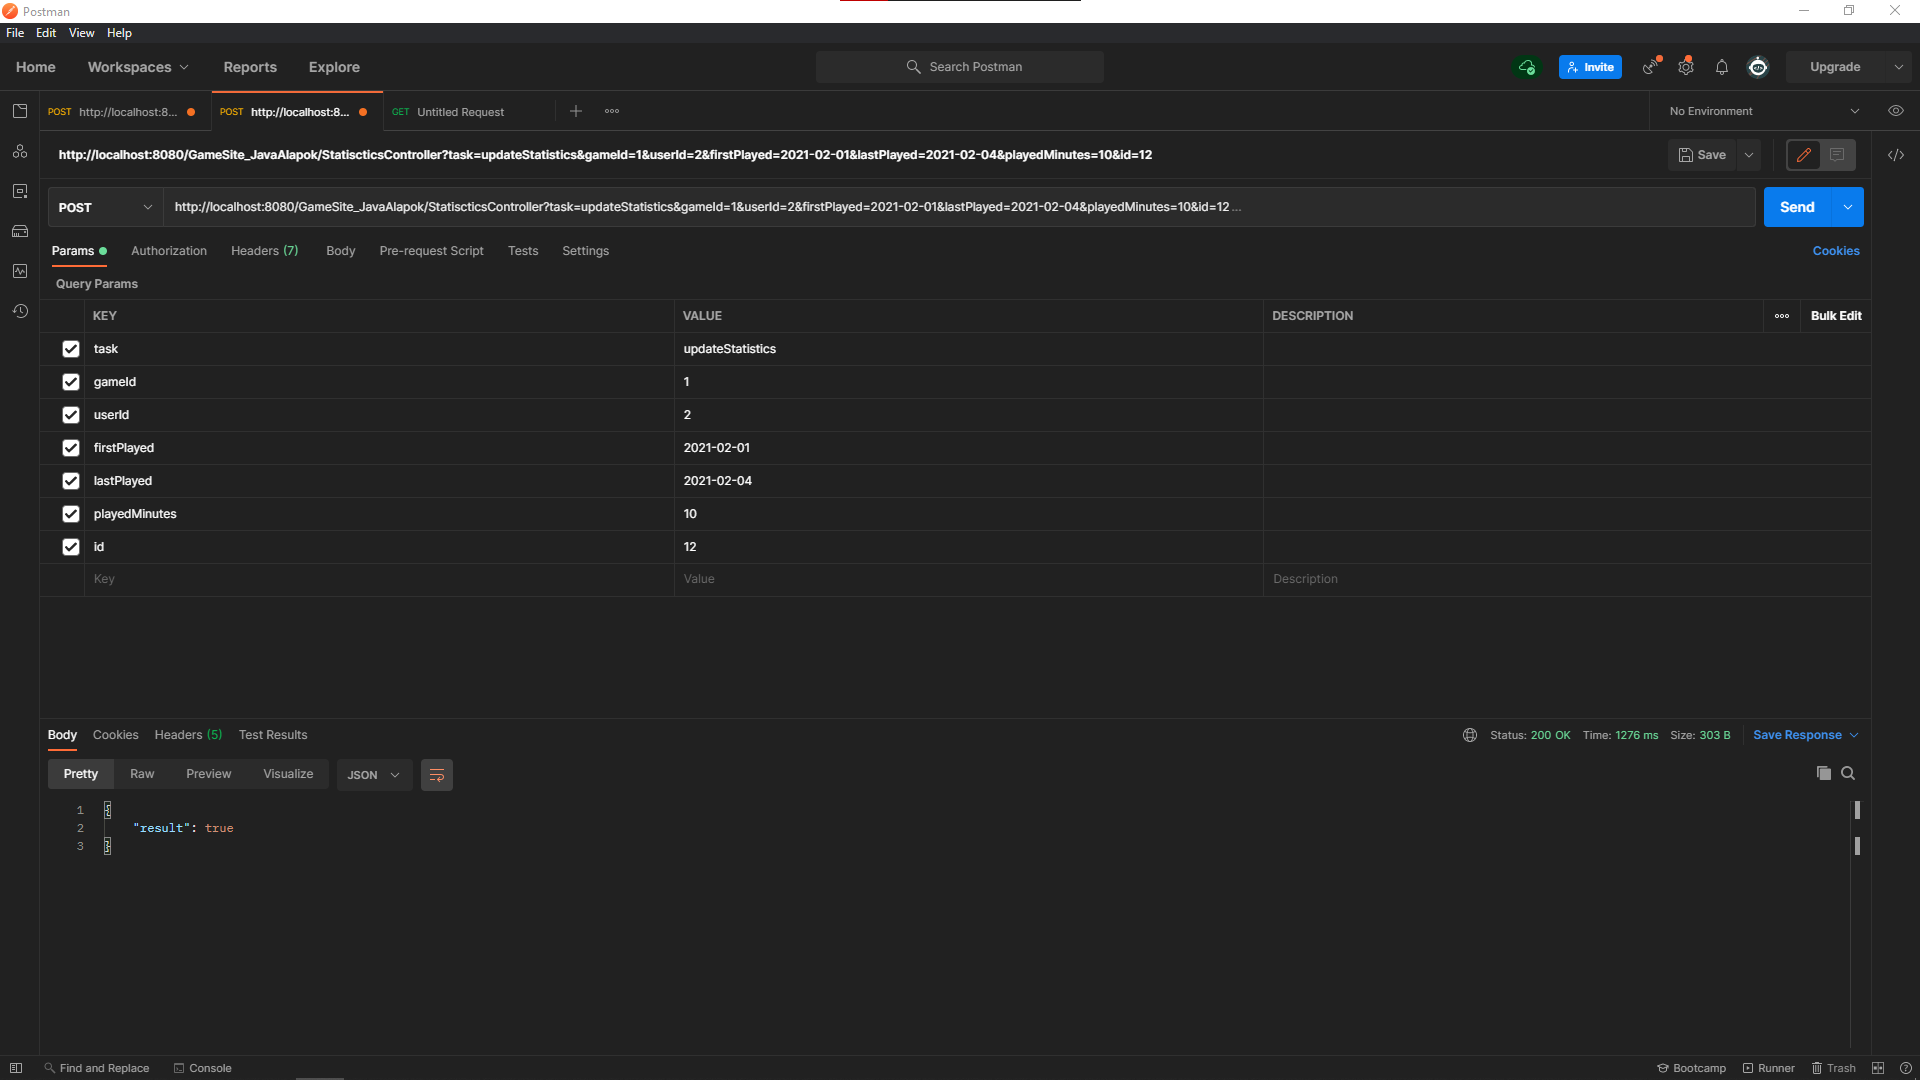 Postman
File Edit View Help
Home Workspaces Reports Explore Search Postman Invite Upgrade
POST http://localhost:8... POST http://localhost:8... GET Untitled Request No Environment
http://localhost:8080/GameSite_JavaAlapok/StatiscticsController?task=updateStatistics&gameId=1&userId=2&firstPlayed=2021-02-01&lastPlayed=2021-02-04&playedMinutes=10&id=12 Save
POST http://localhost:8080/GameSite_JavaAlapok/StatiscticsController?task=updateStatistics&gameId=1&userId=2&firstPlayed=2021-02-01&lastPlayed=2021-02-04&playedMinutes=10&id=12 ... Send
Params Authorization Headers (7) Body Pre-request Script Tests Settings Cookies
Query Params
KEY VALUE DESCRIPTION Bulk Edit
task updateStatistics
gameId 1
userId 2
firstPlayed 2021-02-01
lastPlayed 2021-02-04
playedMinutes 10
id 12
Key Value Description
Body Cookies Headers (5) Test Results Status: 200 OK Time: 1276 ms Size: 303 B Save Response
Pretty Raw Preview Visualize JSON
1 {
2 "result": true
3 }
Find and Replace Console Bootcamp Runner Trash